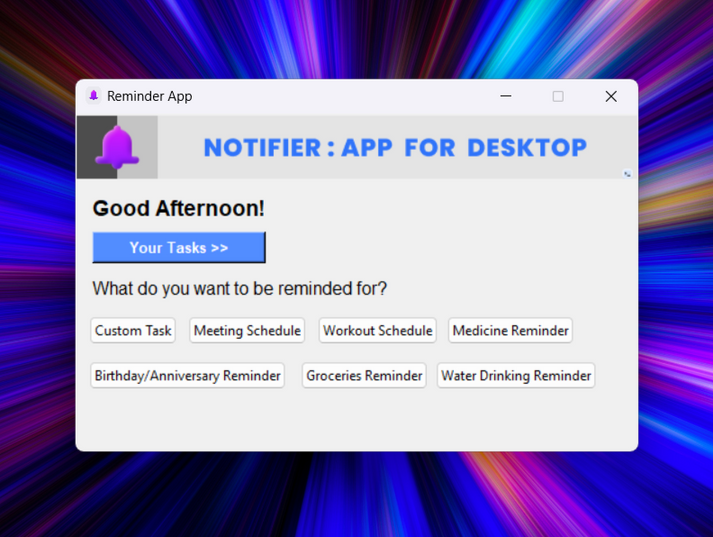 Reminder App
NOTIFIER : APP FOR DESKTOP
Good Afternoon!
Your Tasks >>
What do you want to be reminded for?
Custom Task Meeting Schedule Workout Schedule Medicine Reminder
Birthday/Anniversary Reminder Groceries Reminder Water Drinking Reminder